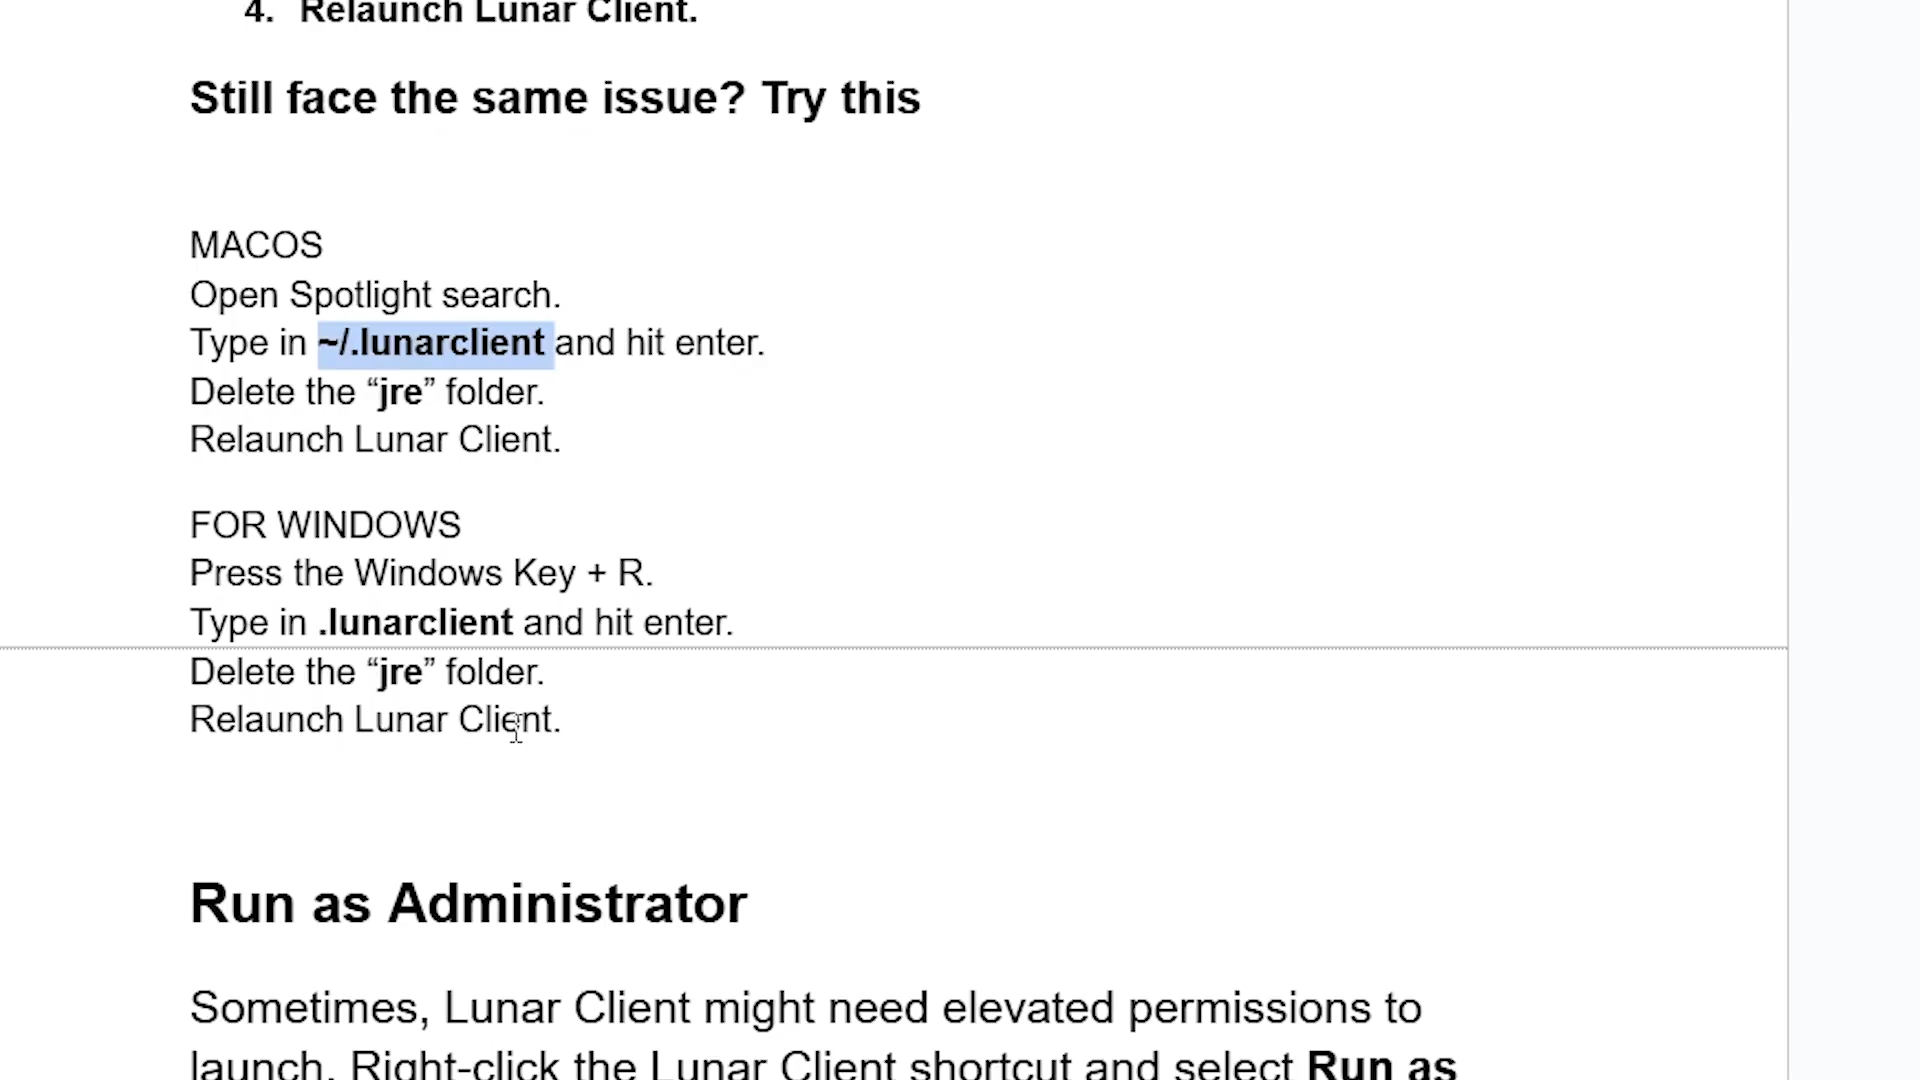 4. Relaunch Lunar Client.
Still face the same issue? Try this
MACOS
Open Spotlight search.
Type in ~/.lunarclient and hit enter.
Delete the “jre” folder.
Relaunch Lunar Client.
FOR WINDOWS
Press the Windows Key + R.
Type in .lunarclient and hit enter.
Delete the “jre” folder.
Relaunch Lunar Client.
Run as Administrator
Sometimes, Lunar Client might need elevated permissions to
launch. Right-click the Lunar Client shortcut and select Run as